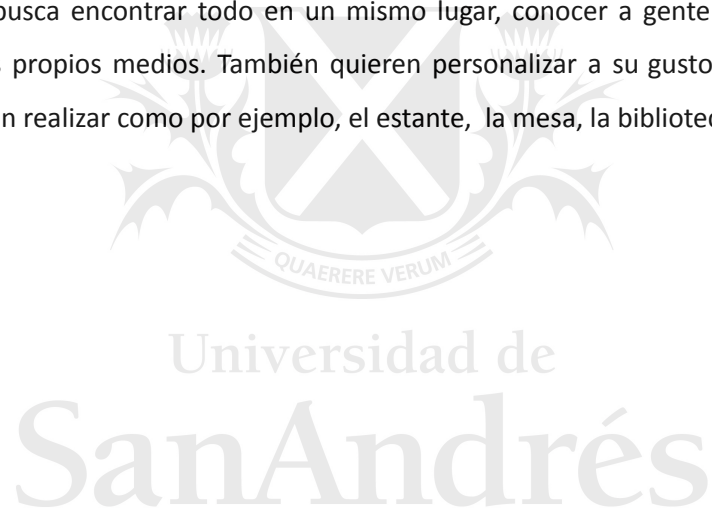 busca encontrar todo en un mismo lugar, conocer a gente
propios medios. También quieren personalizar a su gusto
realizar como por ejemplo, el estante, la mesa, la
QUAERERE VERUM
Universidad de
SanAndrés